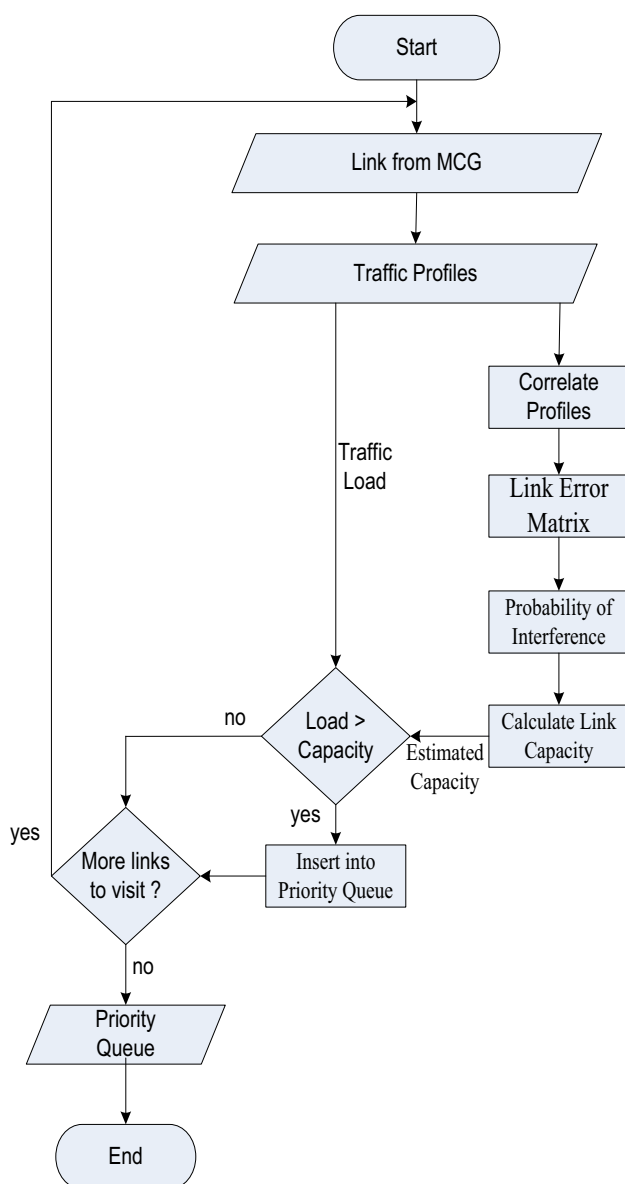 Start
Link from MCG
Traffic Profiles
Correlate
Profiles
Traffic
Load
Link Error
Matrix
Probability of
Interference
no
Load >
Capacity
Estimated
Capacity
Calculate Link
Capacity
yes
yes
More links
to visit ?
Insert into
Priority Queue
no
Priority
Queue
End